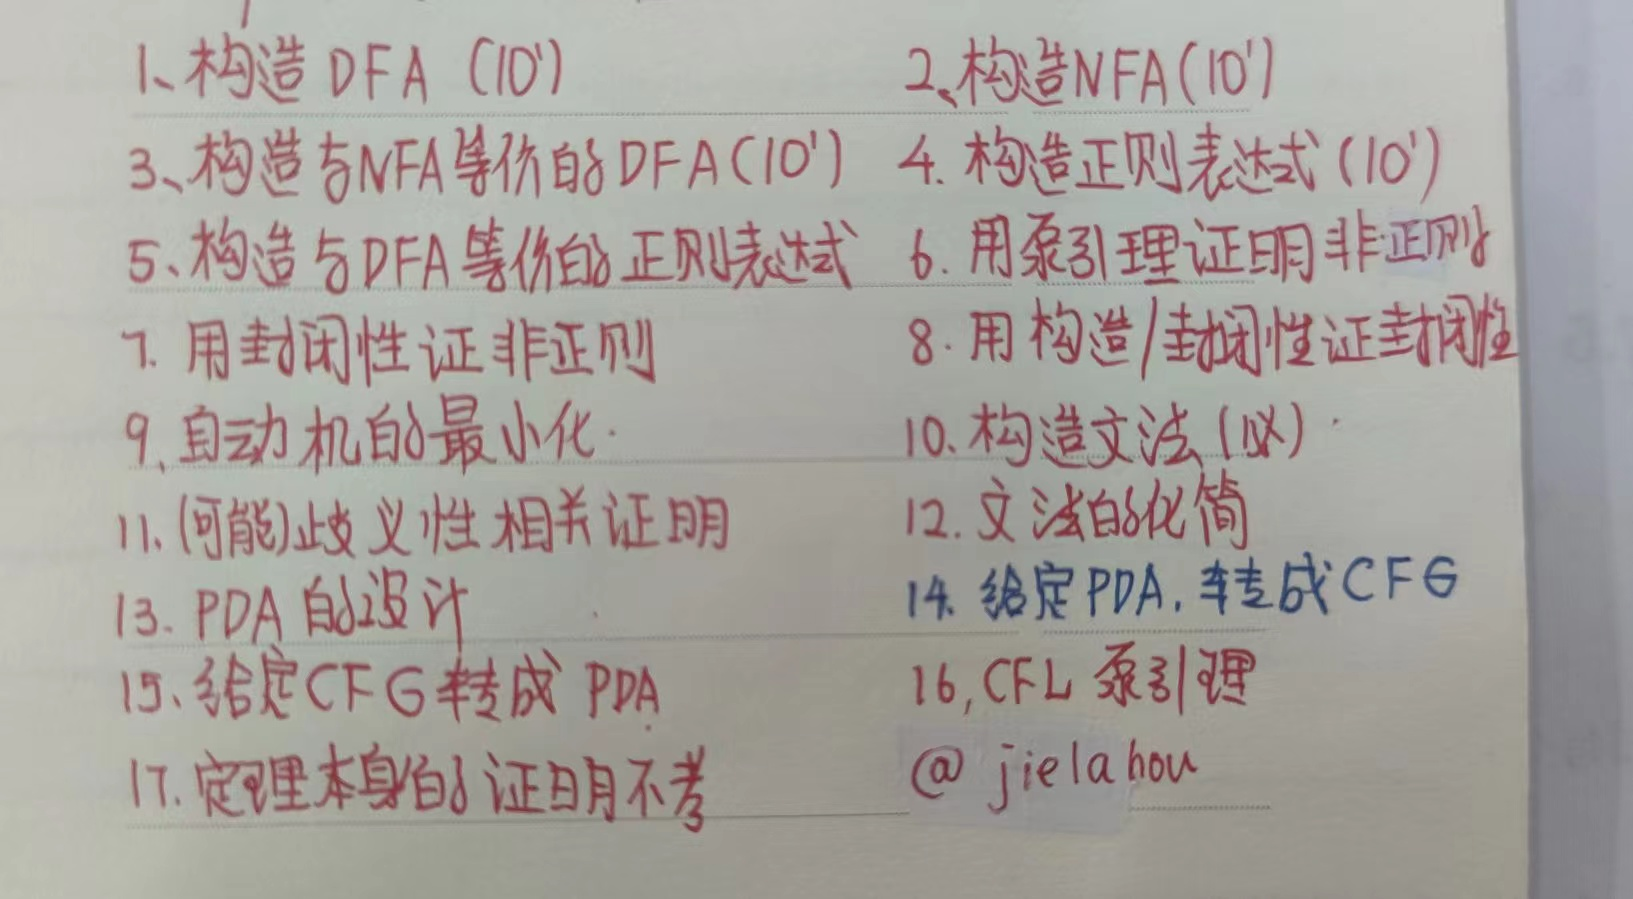 1、构造 DFA (10') 2、构造NFA(10')
3、构造与NFA等价的DFA(10') 4. 构造正则表达式(10')
5、构造与DFA等价的正则表达式 6. 用泵引理证明非正则
7. 用封闭性证非正则 8. 用构造/封闭性证封闭性
9、自动机的最小化. 10. 构造文法(必)
11、(可能)歧义性相关证明 12. 文法的化简
13. PDA的设计 14. 给定PDA, 转成CFG
15、给定CFG转成PDA 16, CFL 泵引理
17. 定理本身的证明不考 @jielahou